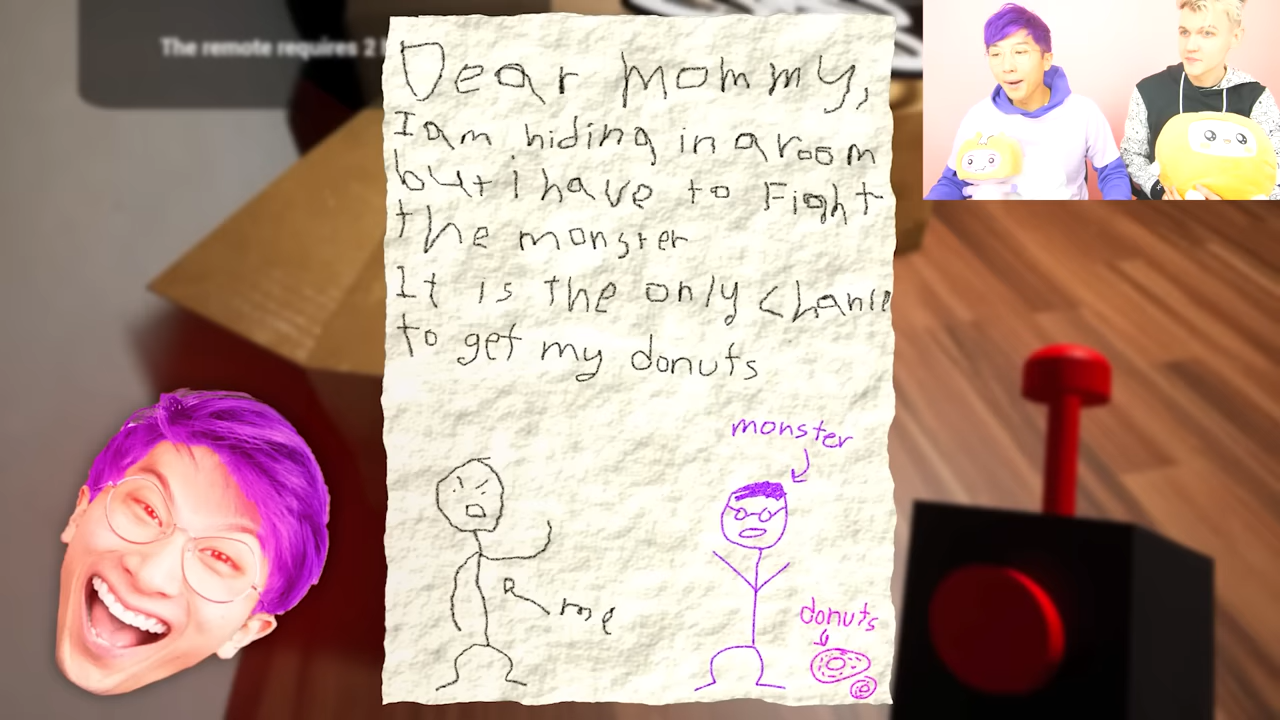 The remote requires 2
Dear mommy,
I am hiding in a room
but i have to Fight
the monster
It is the only chance
to get my donuts
monster
me
donuts